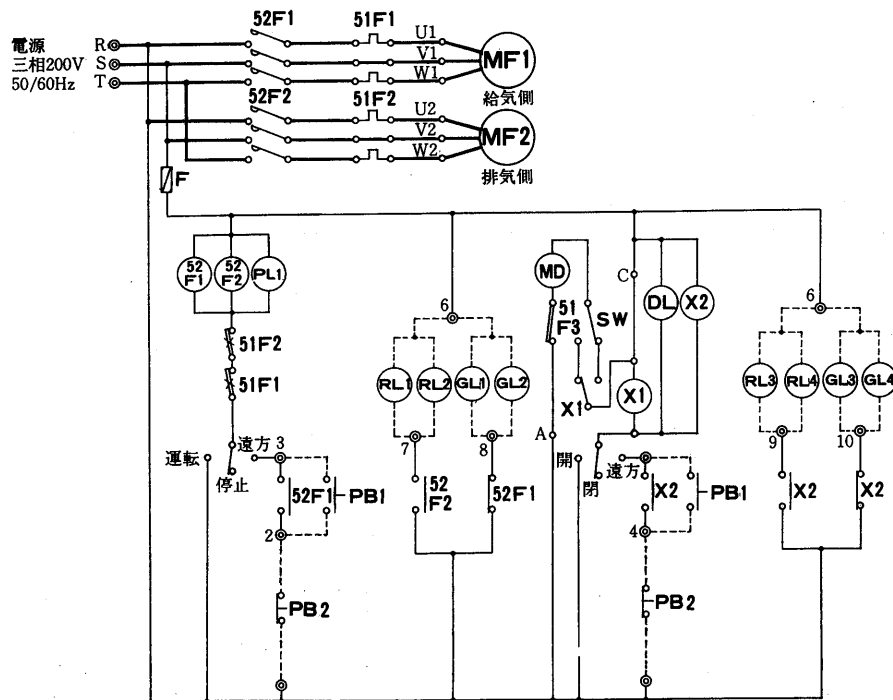 52F1
51F1
電源
三相200V
50/60Hz
R
S
T
U1
V1
W1
MF1
給気側
52F2
51F2
U2
V2
W2
MF2
排気側
F
52
F1
52
F2
PL1
51F2
51F1
運転
停止
遠方
3
52F1
PB1
2
PB2
6
RL1
RL2
GL1
GL2
7
8
52
F2
52F1
MD
51
F3
SW
X1
A
C
X1
DL
X2
開
閉
遠方
X2
PB1
4
PB2
6
RL3
RL4
GL3
GL4
9
10
X2
X2